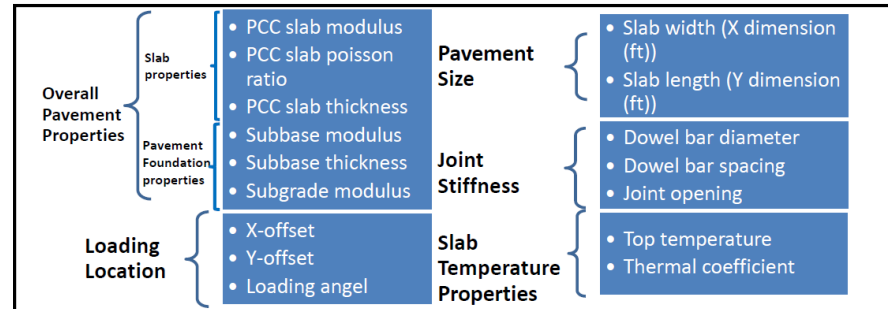 Overall
Pavement
Properties
Slab
properties
• PCC slab modulus
• PCC slab poisson
ratio
• PCC slab thickness
Pavement
Foundation
properties
• Subbase modulus
• Subbase thickness
• Subgrade modulus
Loading
Location
• X-offset
• Y-offset
• Loading angel
Pavement
Size
• Slab width (X dimension
(ft))
• Slab length (Y dimension
(ft))
Joint
Stiffness
• Dowel bar diameter
• Dowel bar spacing
• Joint opening
Slab
Temperature
Properties
• Top temperature
• Thermal coefficient